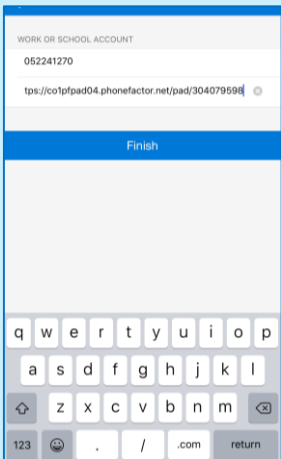 WORK OR SCHOOL ACCOUNT
052241270
tps://co1pfpad04.phonefactor.net/pad/304079598
Finish
q w e r t y u i o p
a s d f g h j k l
z x c v b n m
123 . / .com return